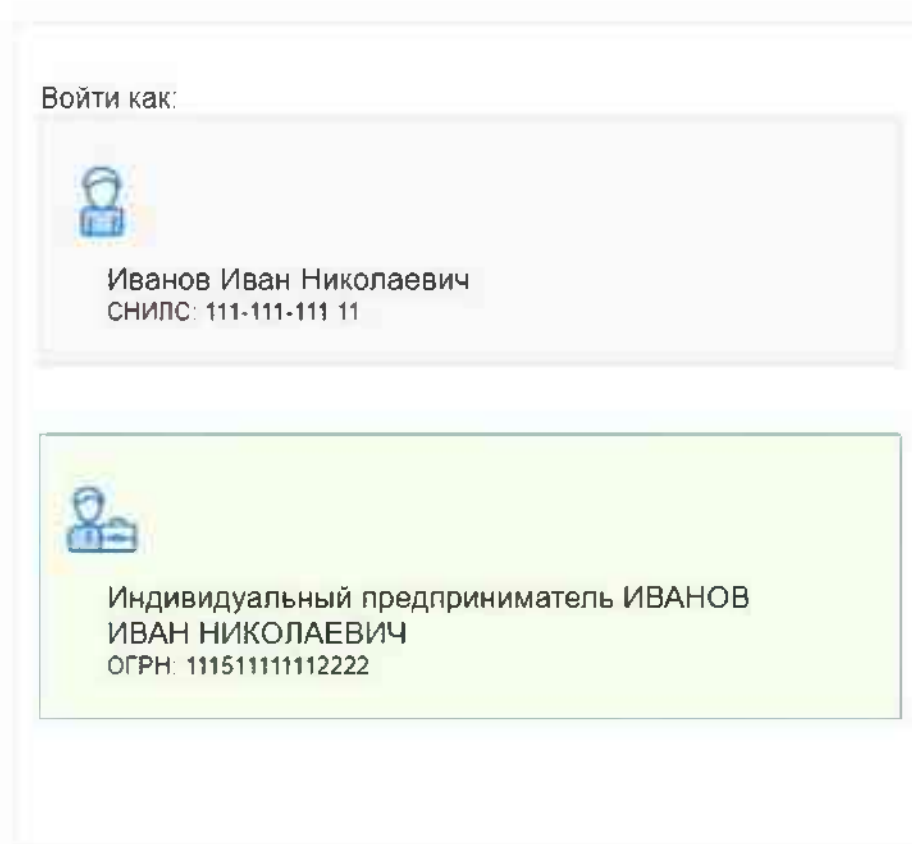 Войти как:
Иванов Иван Николаевич
СНИЛС: 111-111-111 11
Индивидуальный предприниматель ИВАНОВ
ИВАН НИКОЛАЕВИЧ
ОГРН: 111511111112222